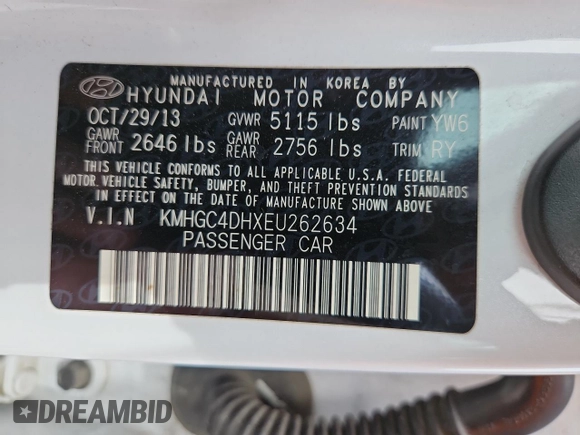 MANUFACTURED IN KOREA BY
HYUNDAI MOTOR COMPANY
OCT/29/13 GVWR 5115 lbs PAINT YW6
GAWR FRONT 2646 lbs GAWR REAR 2756 lbs TRIM RY
THIS VEHICLE CONFORMS TO ALL APPLICABLE U.S.A. FEDERAL
MOTOR VEHICLE SAFETY, BUMPER, AND THEFT PREVENTION STANDARDS
IN EFFECT ON THE DATE OF MANUFACTURE SHOWN ABOVE.
V.I.N KMHGC4DHXEU262634
PASSENGER CAR
DREAMBID